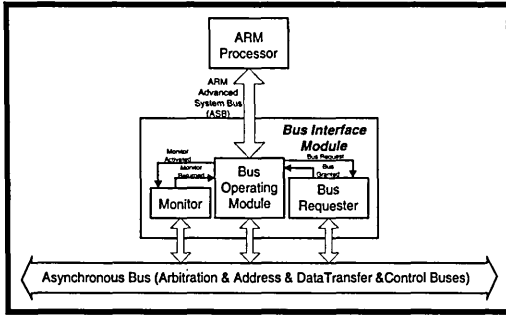 ARM
Processor
ARM
Advanced
System Bus
(ASB)
Bus Interface
Module
Monitor
Activated
Monitor
Returned
Bus Request
Bus
Granted
Bus
Operating
Module
Monitor
Bus
Requester
Asynchronous Bus (Arbitration & Address & DataTransfer &Control Buses)